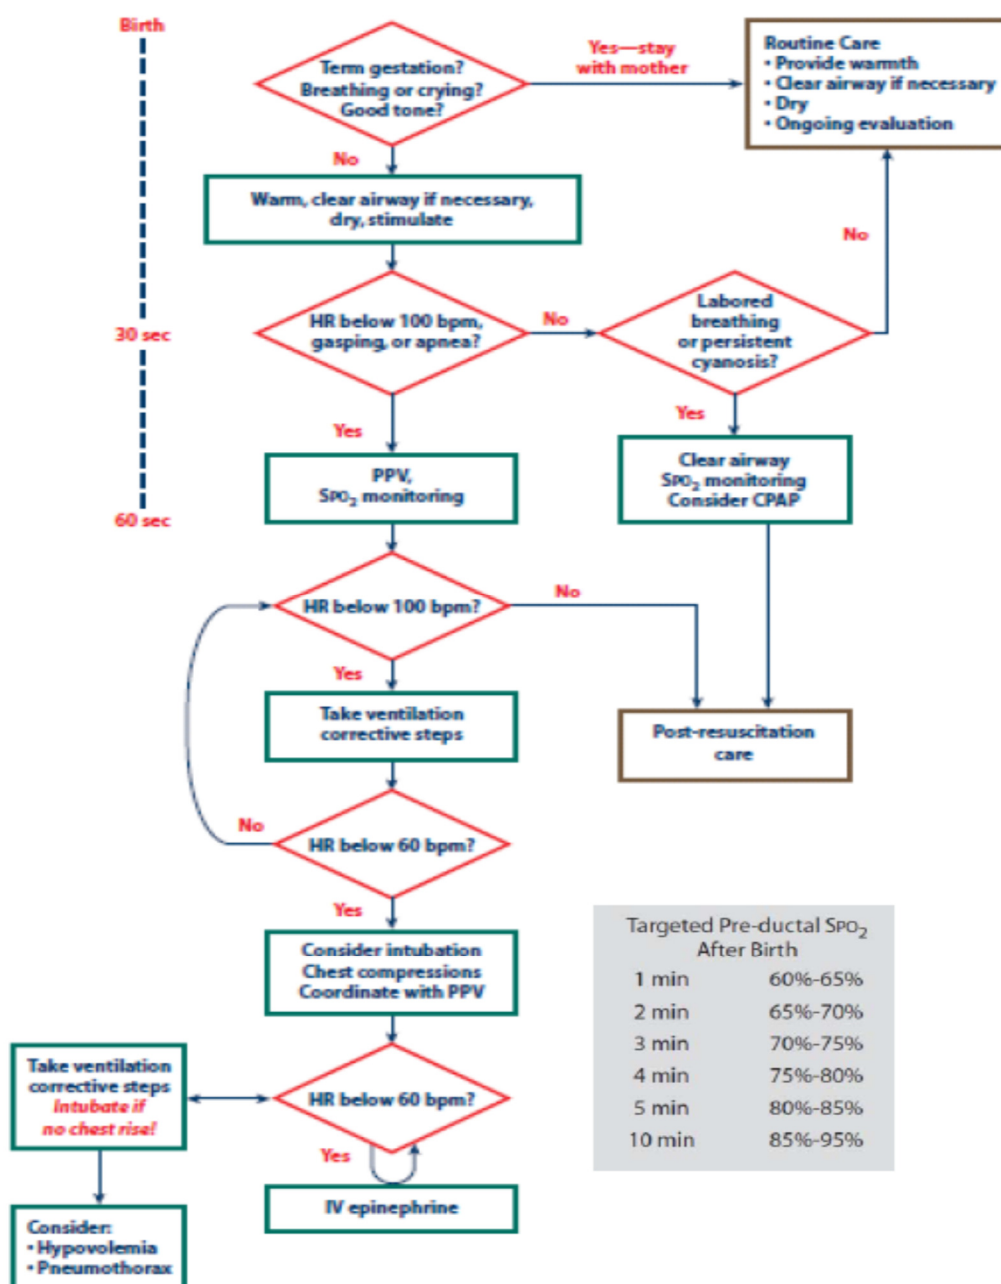 Birth
Term gestation?
Breathing or crying?
Good tone?
Yes—stay
with mother
Routine Care
• Provide warmth
• Clear airway if necessary
• Dry
• Ongoing evaluation
No
Warm, clear airway if necessary,
dry, stimulate
No
30 sec
HR below 100 bpm,
gasping, or apnea?
No
Labored
breathing
or persistent
cyanosis?
Yes
Yes
PPV,
SPO₂ monitoring
Clear airway
SPO₂ monitoring
Consider CPAP
60 sec
HR below 100 bpm?
No
Yes
Take ventilation
corrective steps
Post-resuscitation
care
No
HR below 60 bpm?
Yes
Consider intubation
Chest compressions
Coordinate with PPV
Targeted Pre-ductal SPO₂
After Birth
1 min 60%-65%
2 min 65%-70%
3 min 70%-75%
4 min 75%-80%
5 min 80%-85%
10 min 85%-95%
Take ventilation
corrective steps
Intubate if
no chest rise!
HR below 60 bpm?
Yes
IV epinephrine
Consider:
• Hypovolemia
• Pneumothorax